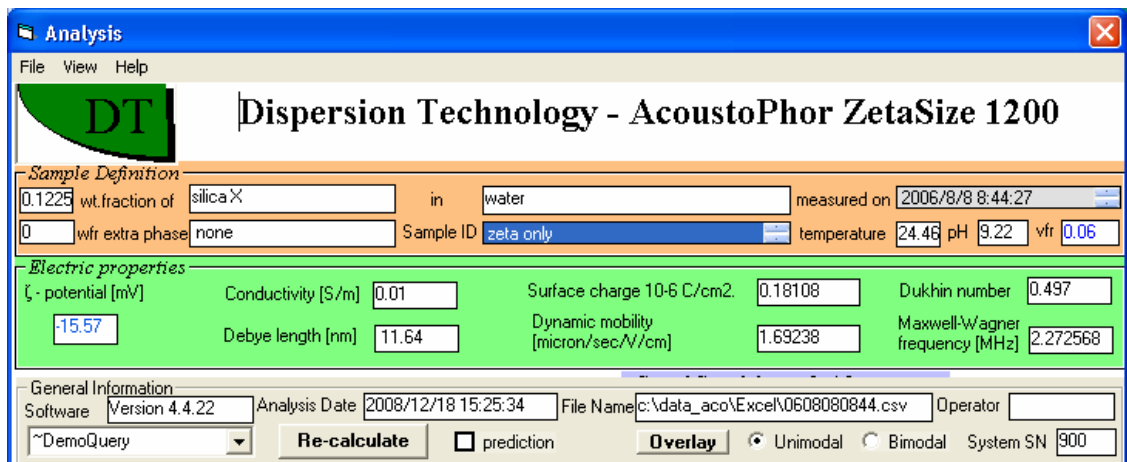 Analysis
File View Help
DT
Dispersion Technology - AcoustoPhor ZetaSize 1200
Sample Definition
0.1225 wt.fraction of silica X in water measured on 2006/8/8 8:44:27
0 wfr extra phase none Sample ID zeta only temperature 24.46 pH 9.22 vfr 0.06
Electric properties
ζ - potential [mV] Conductivity [S/m] 0.01 Surface charge 10-6 C/cm2. 0.18108 Dukhin number 0.497
-15.57 Debye length [nm] 11.64 Dynamic mobility [micron/sec/V/cm] 1.69238 Maxwell-Wagner frequency [MHz] 2.272568
General Information
Software Version 4.4.22 Analysis Date 2008/12/18 15:25:34 File Name c:\data_aco\Excel\0608080844.csv Operator
~DemoQuery Re-calculate prediction Overlay Unimodal Bimodal System SN 900